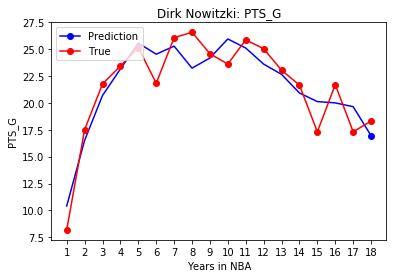 Dirk Nowitzki: PTS_G
Prediction
True
PTS_G
27.5
25.0
22.5
20.0
17.5
15.0
12.5
10.0
7.5
1 2 3 4 5 6 7 8 9 10 11 12 13 14 15 16 17 18
Years in NBA